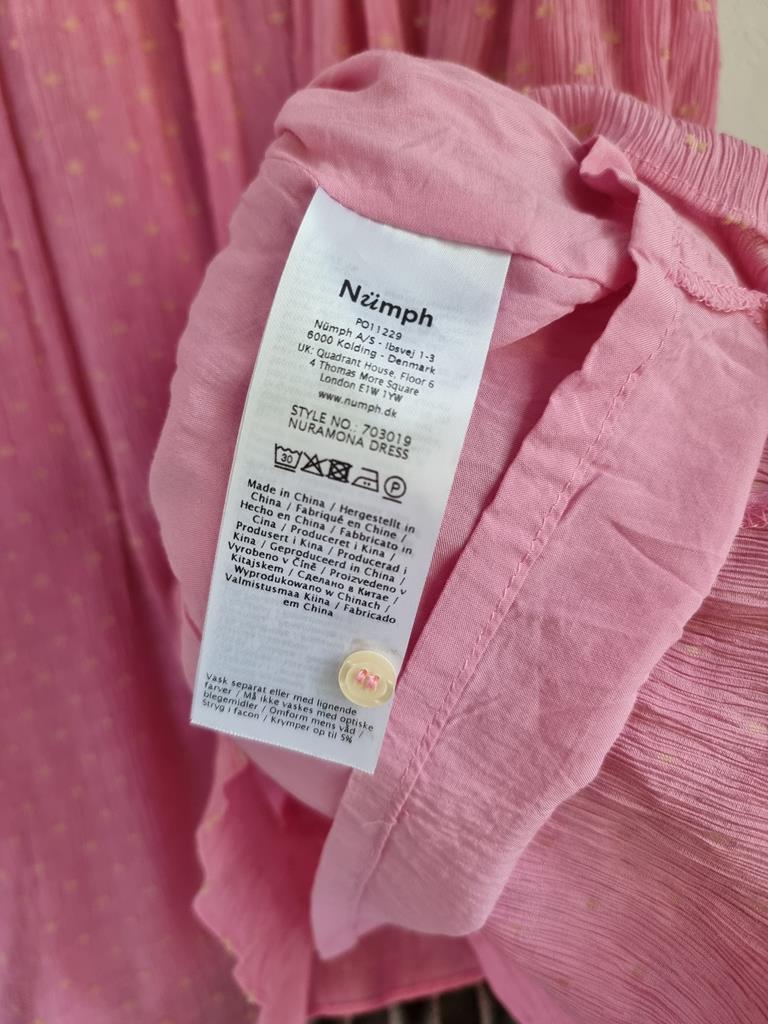 Nümph
PO11229
Nümph A/S - Ibsvej 1-3
6000 Kolding - Denmark
UK: Quadrant House, Floor 6
4 Thomas More Square
London E1W 1YW
www.numph.dk
STYLE NO.: 703019
NURAMONA DRESS
30
P
Made in China / Hergestellt in
China / Fabriqué en Chine /
Hecho en China / Fabbricato in
Cina / Produceret i Kina /
Produsert i Kina / Producerad i
Kina / Geproduceerd in China /
Vyrobeno v Číně / Proizvedeno v
Kitajskem / Сделано в Китае /
Wyprodukowano w Chinach /
Valmistusmaa Kiina / Fabricado
em China
Vask separat eller med lignende
farver / Må ikke vaskes med optiske
blegemidler / Omform mens våd /
Stryg i facon / Krymper op til 5%